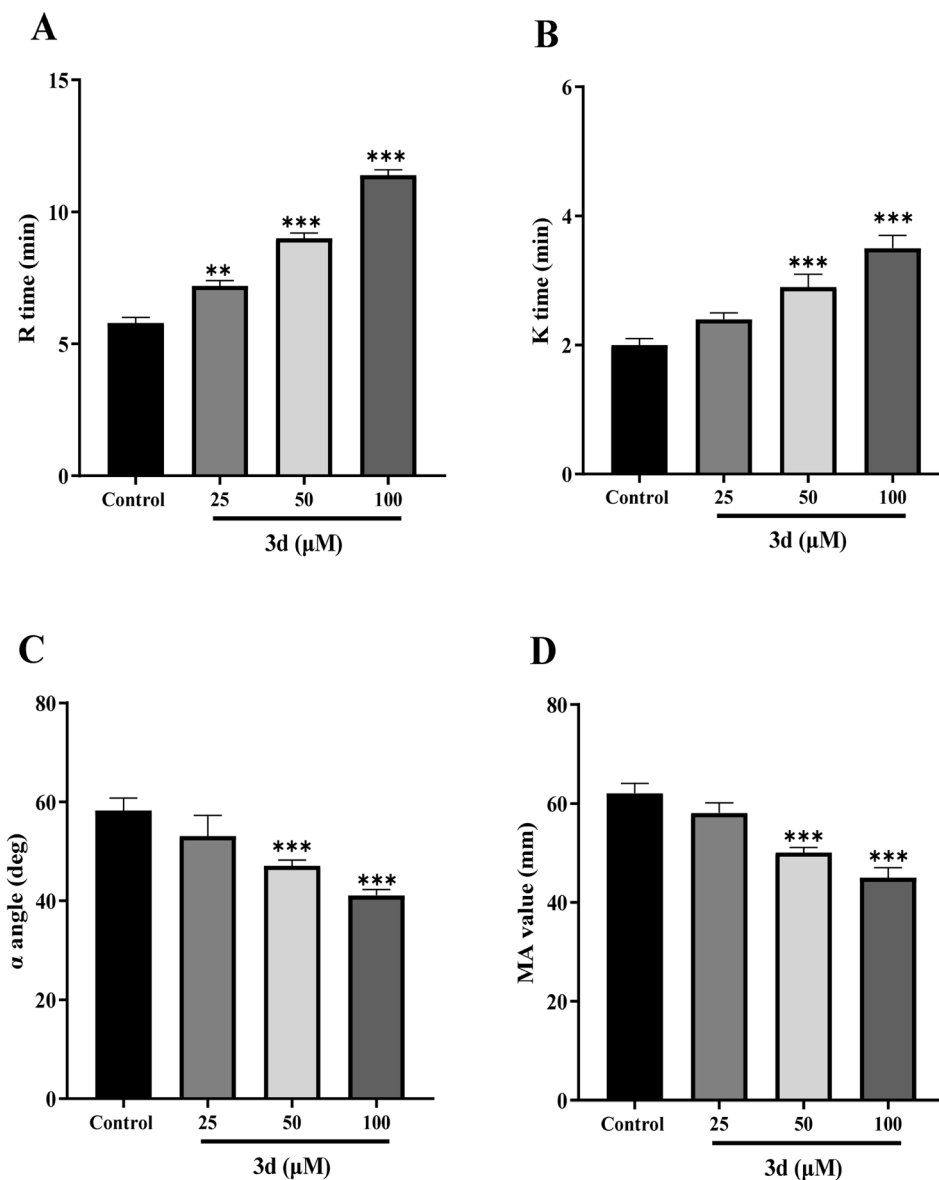 A
R time (min)
15
10
5
0
**
***
***
Control 25 50 100
3d (μM)
B
K time (min)
6
4
2
0
***
***
Control 25 50 100
3d (μM)
C
α angle (deg)
80
60
40
20
0
***
***
Control 25 50 100
3d (μM)
D
MA value (mm)
80
60
40
20
0
***
***
Control 25 50 100
3d (μM)